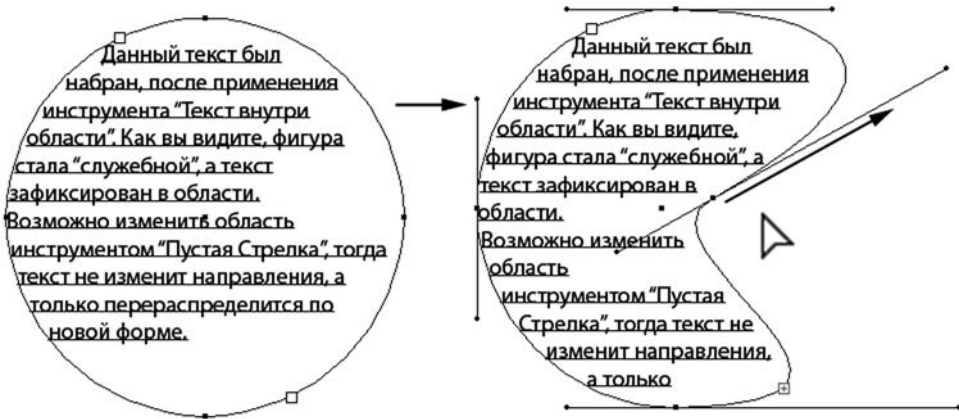 Данный текст был
набран, после применения
инструмента “Текст внутри
области”. Как вы видите, фигура
стала “служебной”, а текст
зафиксирован в области.
Возможно изменить область
инструментом “Пустая Стрелка”, тогда
текст не изменит направления, а
только перераспределится по
новой форме.
Данный текст был
набран, после применения
инструмента “Текст внутри
области”. Как вы видите,
фигура стала “служебной”, а
текст зафиксирован в
области.
Возможно изменить
область
инструментом “Пустая
Стрелка”, тогда текст не
изменит направления,
а только